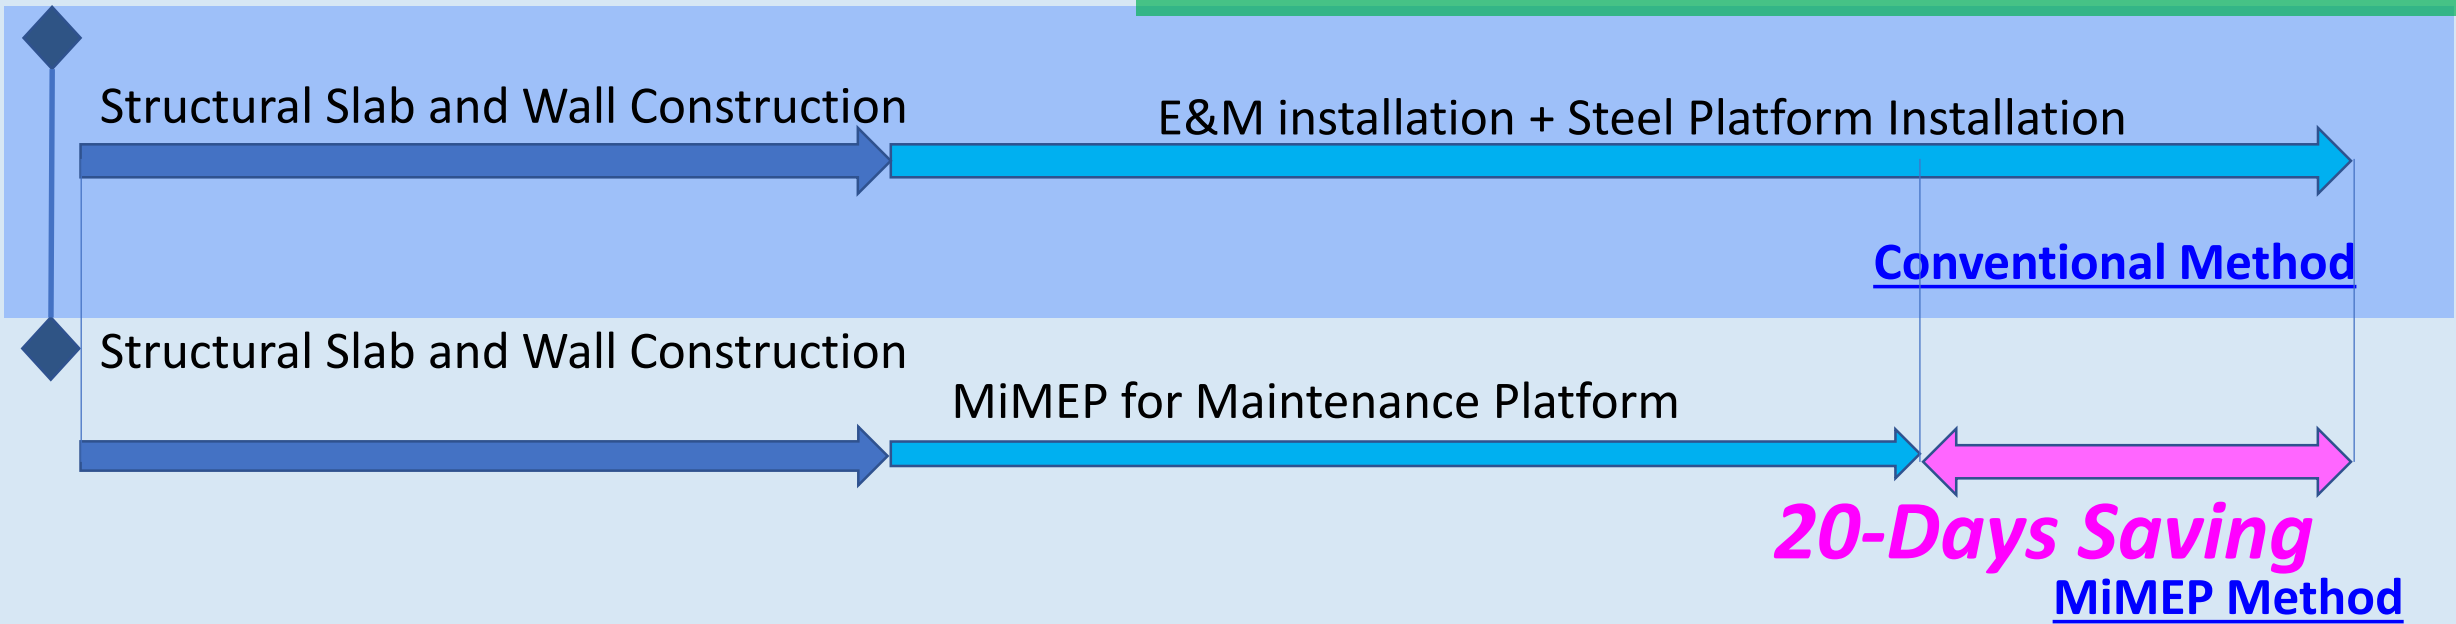 Structural Slab and Wall Construction
E&M installation + Steel Platform Installation
Conventional Method
Structural Slab and Wall Construction
MiMEP for Maintenance Platform
20-Days Saving
MiMEP Method